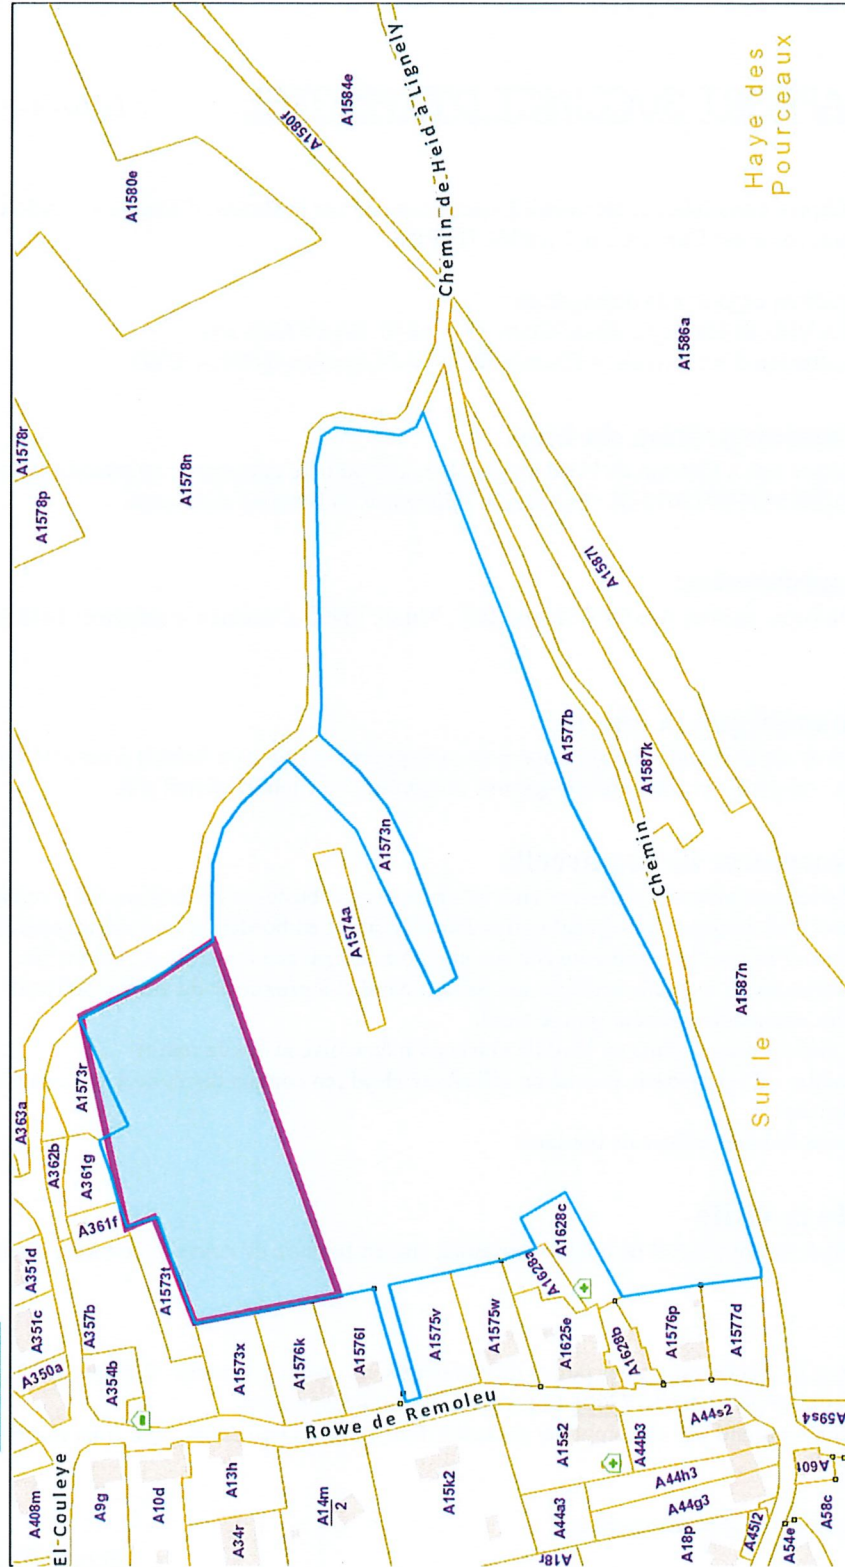 A1584e
A1580f
A1580e
Chemin-de-Heid-à-Lignely
Haye des
Pourceaux
A1586a
A1578r
A1578p
A1578n
A1587l
A1577b
A1587k
Chemin
A1573n
A1574a
A1587n
Sur le
A363a
A1573r
A362b
A361g
A361f
A351d
A351c
A350a
A357b
A354b
A1573t
A1573x
A1576k
A1576l
A1575v
A1575w
A1628a
A1628c
A1625e
A1628b
A1576p
A1577d
Rowe de Remoleu
El-Couleye
A408m
A9g
A10d
A13h
A34r
A14m
2
A15k2
A15s2
A44b3
A44s2
A44a3
A44h3
A44g3
A18r
A18p
A45l2
A54e
A58c
A601
A59s4